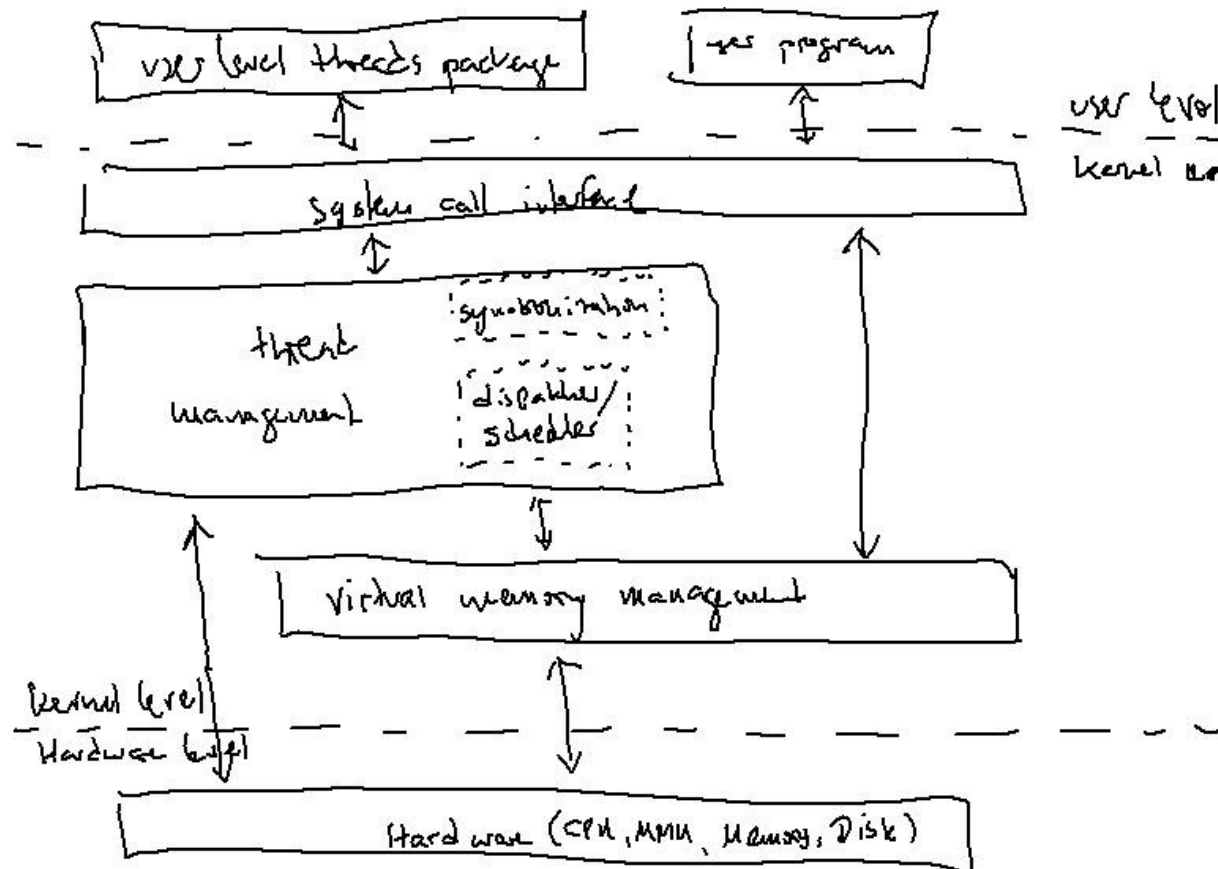 user level threads package
user program
user level
kernel
system call interface
synchronization
thread
management
dispatcher/
scheduler
virtual memory management
kernel level
Hardware level
Hardware (CPU, MMU, Memory, Disk)